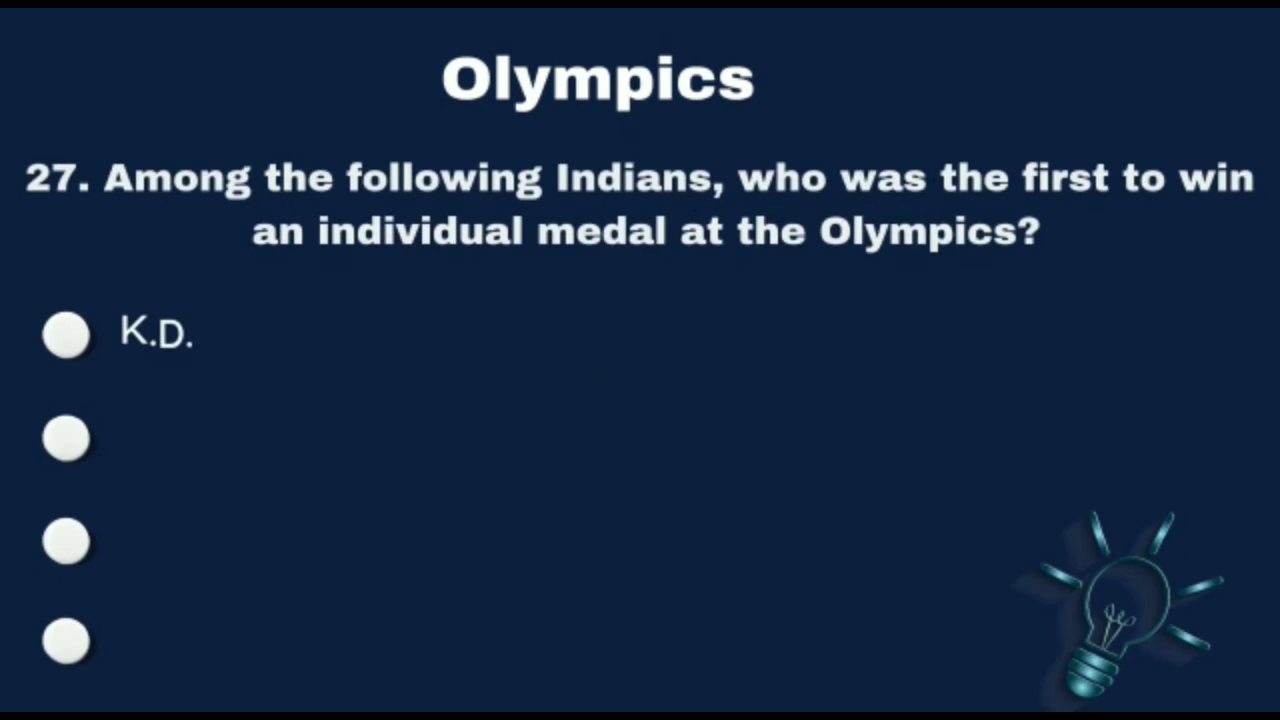 Olympics
27. Among the following Indians, who was the first to win
an individual medal at the Olympics?
K.D.